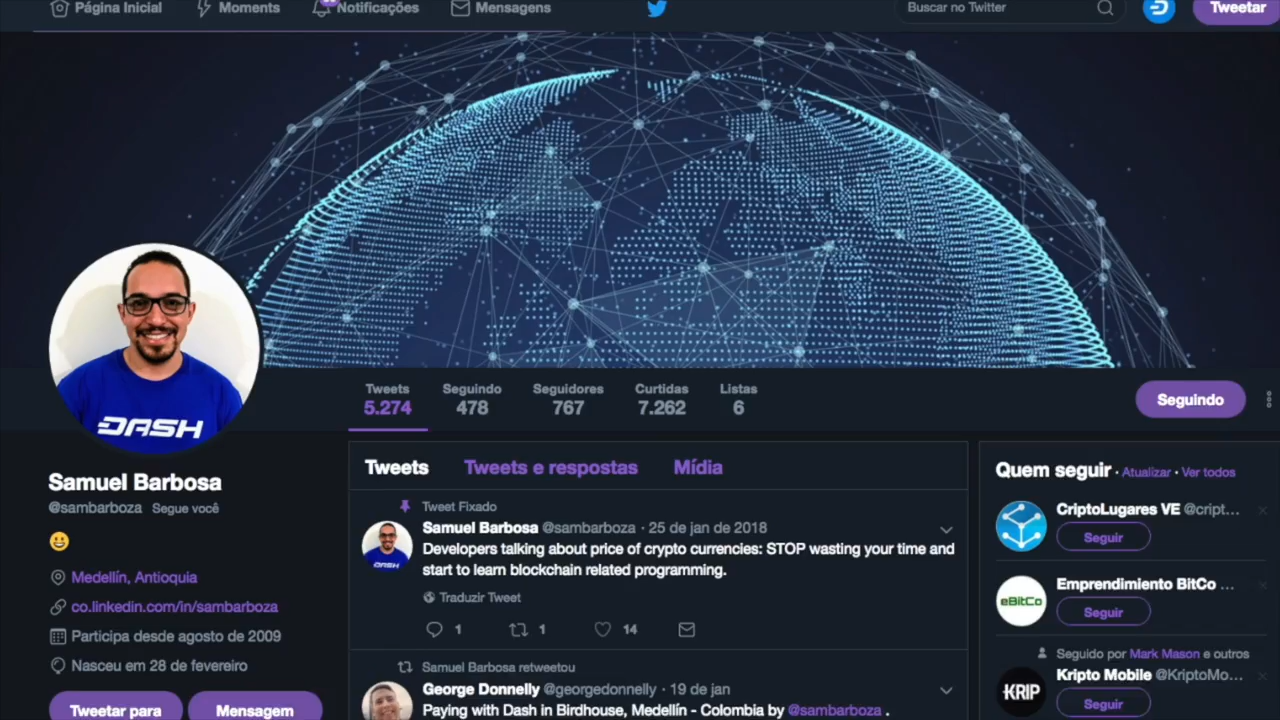 Página Inicial
Moments
Notificações
Mensagens
Buscar no Twitter
Tweetar
DASH
Tweets
5.274
Seguindo
478
Seguidores
767
Curtidas
7.262
Listas
6
Seguindo
Samuel Barbosa
@sambarboza Segue você
Medellín, Antioquia
co.linkedin.com/in/sambarboza
Participa desde agosto de 2009
Nasceu em 28 de fevereiro
Tweetar para
Mensagem
Tweets
Tweets e respostas
Mídia
Tweet Fixado
Samuel Barbosa @sambarboza · 25 de jan de 2018
DASH
Developers talking about price of crypto currencies: STOP wasting your time and
start to learn blockchain related programming.
Traduzir Tweet
1
1
14
Samuel Barbosa retweetou
George Donnelly @georgedonnelly · 19 de jan
Paying with Dash in Birdhouse, Medellín - Colombia by @sambarboza .
Quem seguir · Atualizar · Ver todos
CriptoLugares VE @cript...
Seguir
eBitCo
Emprendimiento BitCo ...
Seguir
Seguido por Mark Mason e outros
KRIP
Kripto Mobile @KriptoMo...
Seguir